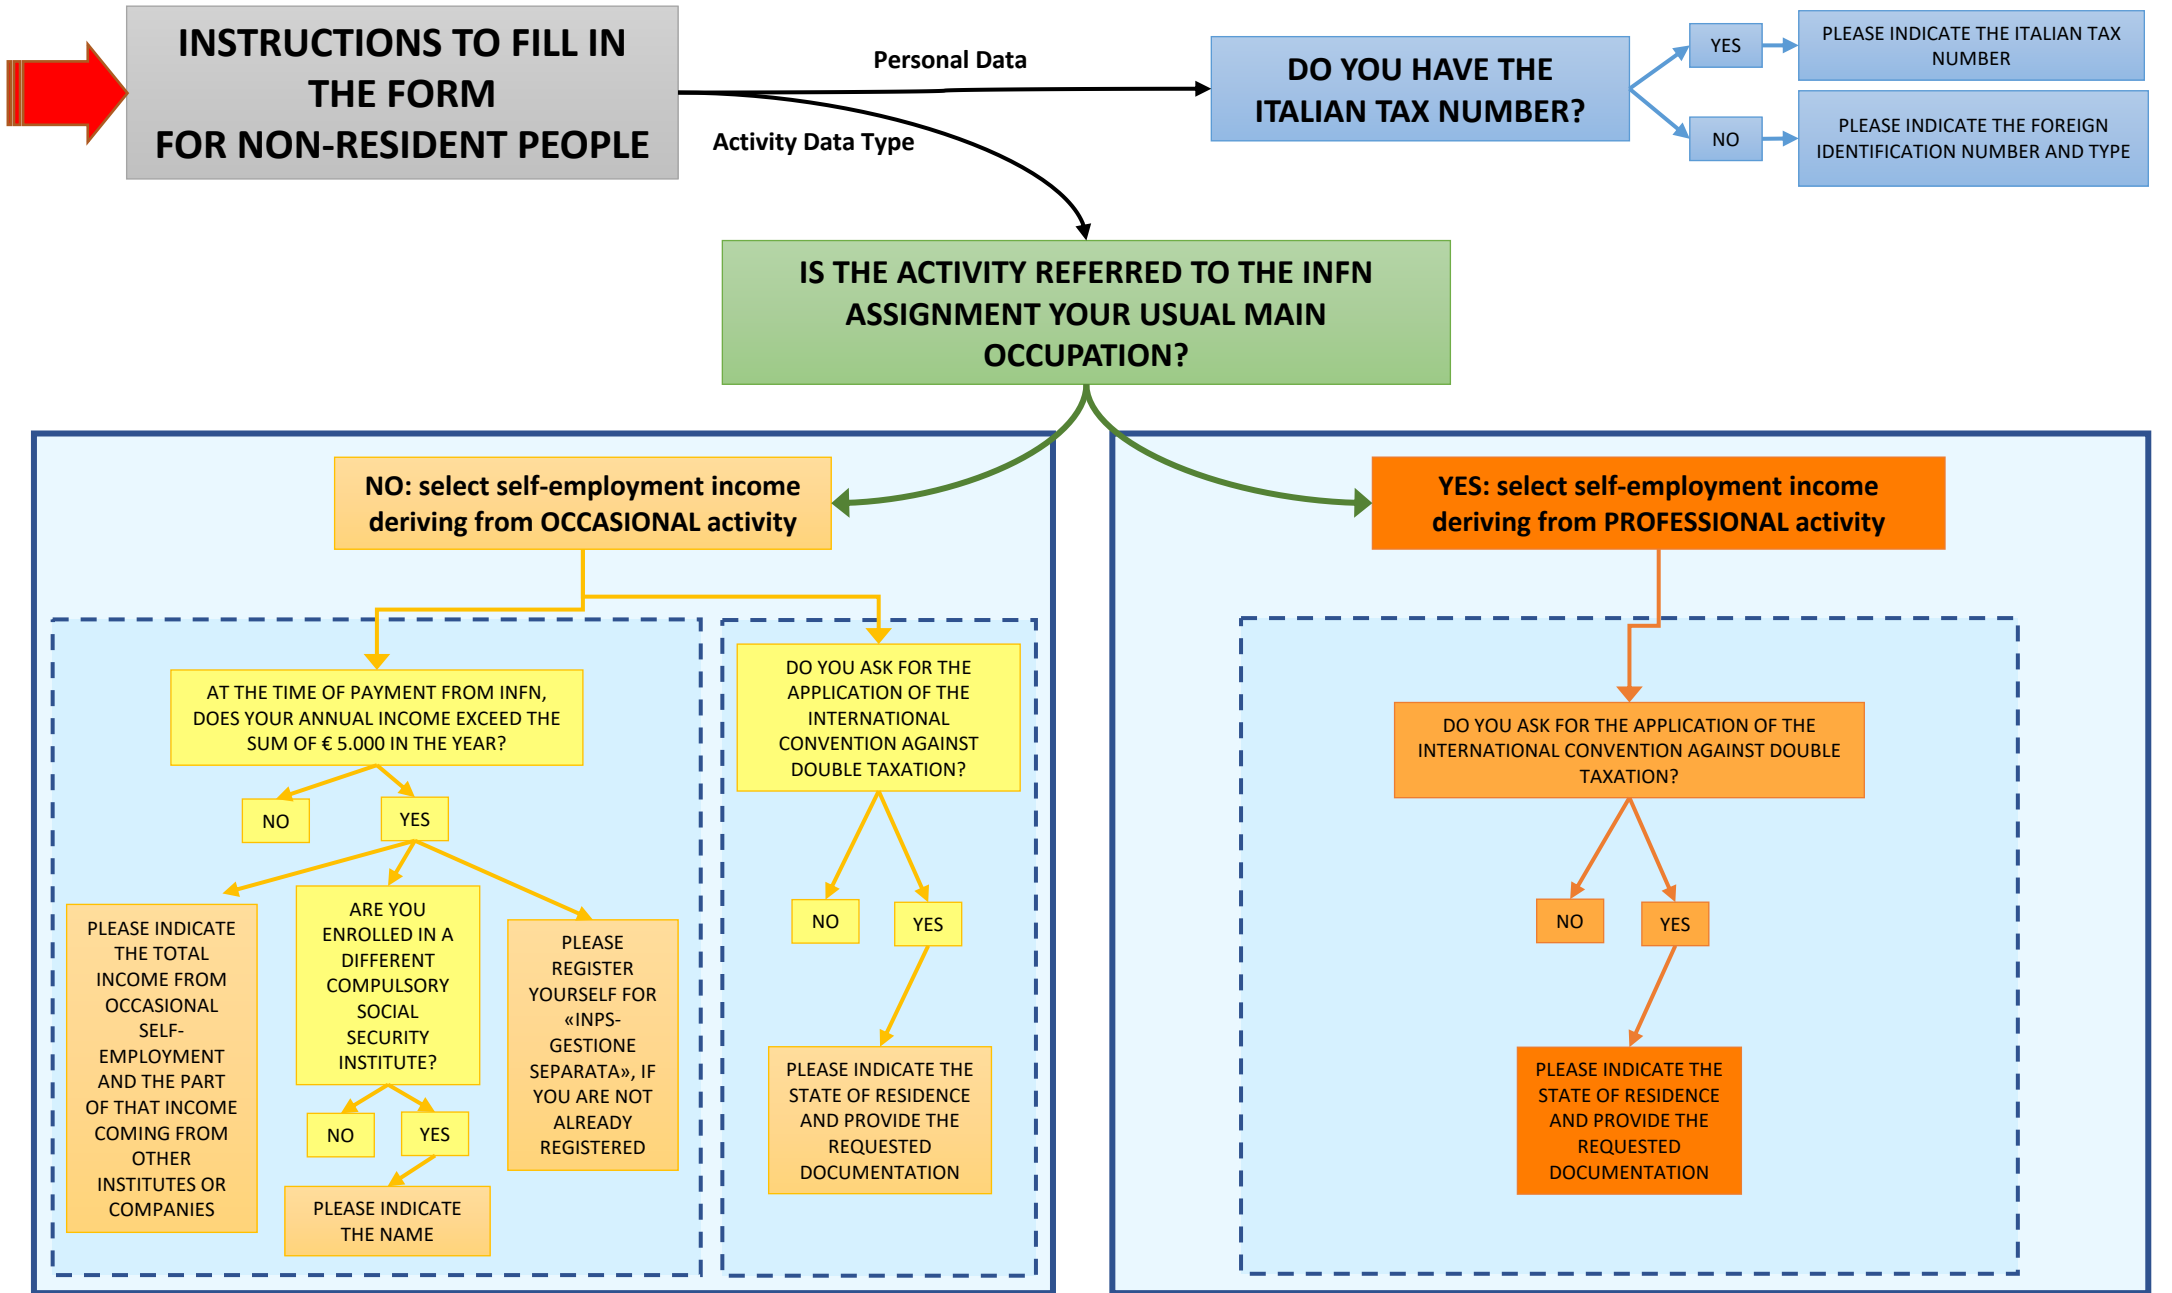 INSTRUCTIONS TO FILL IN
THE FORM
FOR NON-RESIDENT PEOPLE
Personal Data
Activity Data Type
DO YOU HAVE THE
ITALIAN TAX NUMBER?
YES
PLEASE INDICATE THE ITALIAN TAX
NUMBER
NO
PLEASE INDICATE THE FOREIGN
IDENTIFICATION NUMBER AND TYPE
IS THE ACTIVITY REFERRED TO THE INFN
ASSIGNMENT YOUR USUAL MAIN
OCCUPATION?
NO: select self-employment income
deriving from OCCASIONAL activity
AT THE TIME OF PAYMENT FROM INFN,
DOES YOUR ANNUAL INCOME EXCEED THE
SUM OF € 5.000 IN THE YEAR?
NO
YES
PLEASE INDICATE
THE TOTAL
INCOME FROM
OCCASIONAL
SELF-
EMPLOYMENT
AND THE PART
OF THAT INCOME
COMING FROM
OTHER
INSTITUTES OR
COMPANIES
ARE YOU
ENROLLED IN A
DIFFERENT
COMPULSORY
SOCIAL
SECURITY
INSTITUTE?
NO
YES
PLEASE INDICATE
THE NAME
PLEASE
REGISTER
YOURSELF FOR
«INPS-
GESTIONE
SEPARATA», IF
YOU ARE NOT
ALREADY
REGISTERED
DO YOU ASK FOR THE
APPLICATION OF THE
INTERNATIONAL
CONVENTION AGAINST
DOUBLE TAXATION?
NO
YES
PLEASE INDICATE THE
STATE OF RESIDENCE
AND PROVIDE THE
REQUESTED
DOCUMENTATION
YES: select self-employment income
deriving from PROFESSIONAL activity
DO YOU ASK FOR THE APPLICATION OF THE
INTERNATIONAL CONVENTION AGAINST DOUBLE
TAXATION?
NO
YES
PLEASE INDICATE THE
STATE OF RESIDENCE
AND PROVIDE THE
REQUESTED
DOCUMENTATION